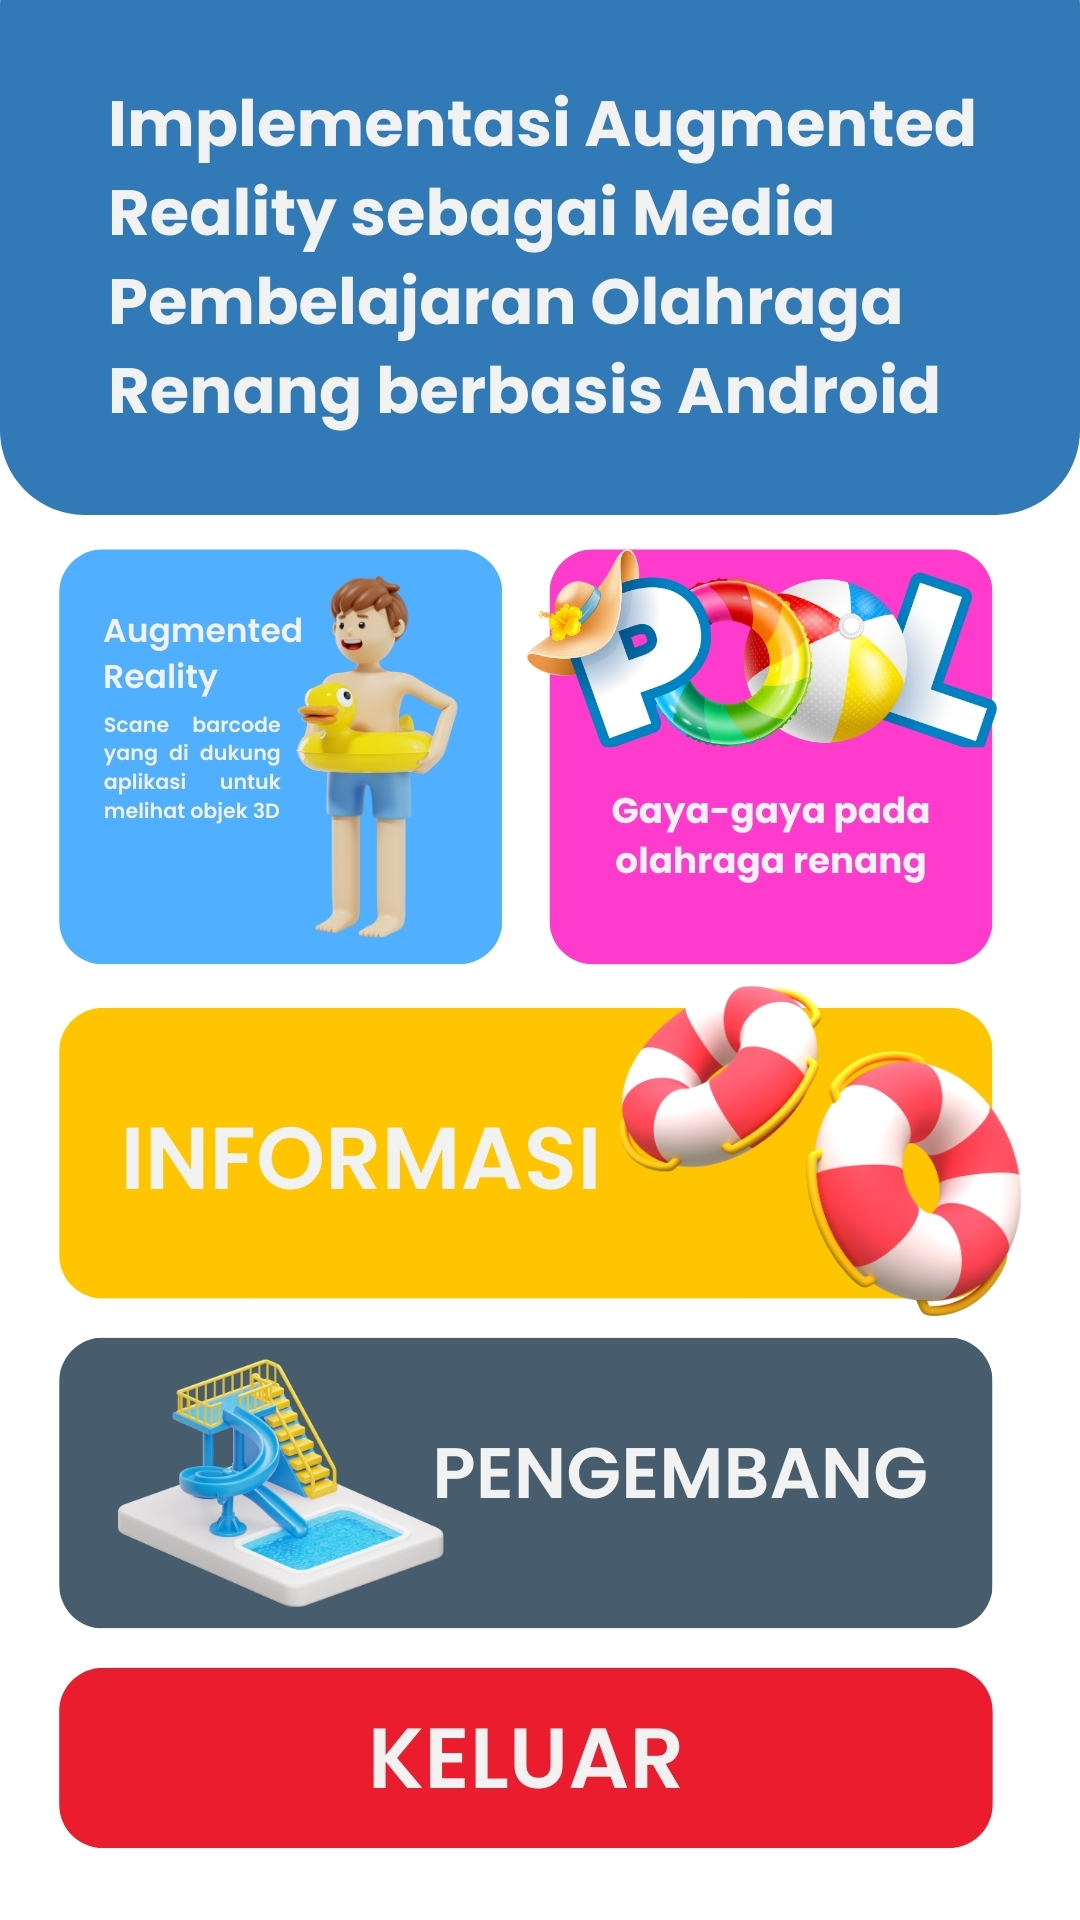 Implementasi Augmented
Reality sebagai Media
Pembelajaran Olahraga
Renang berbasis Android
Augmented
Reality
Scane barcode
yang di dukung
aplikasi untuk
melihat objek 3D
POOL
Gaya-gaya pada
olahraga renang
INFORMASI
PENGEMBANG
KELUAR